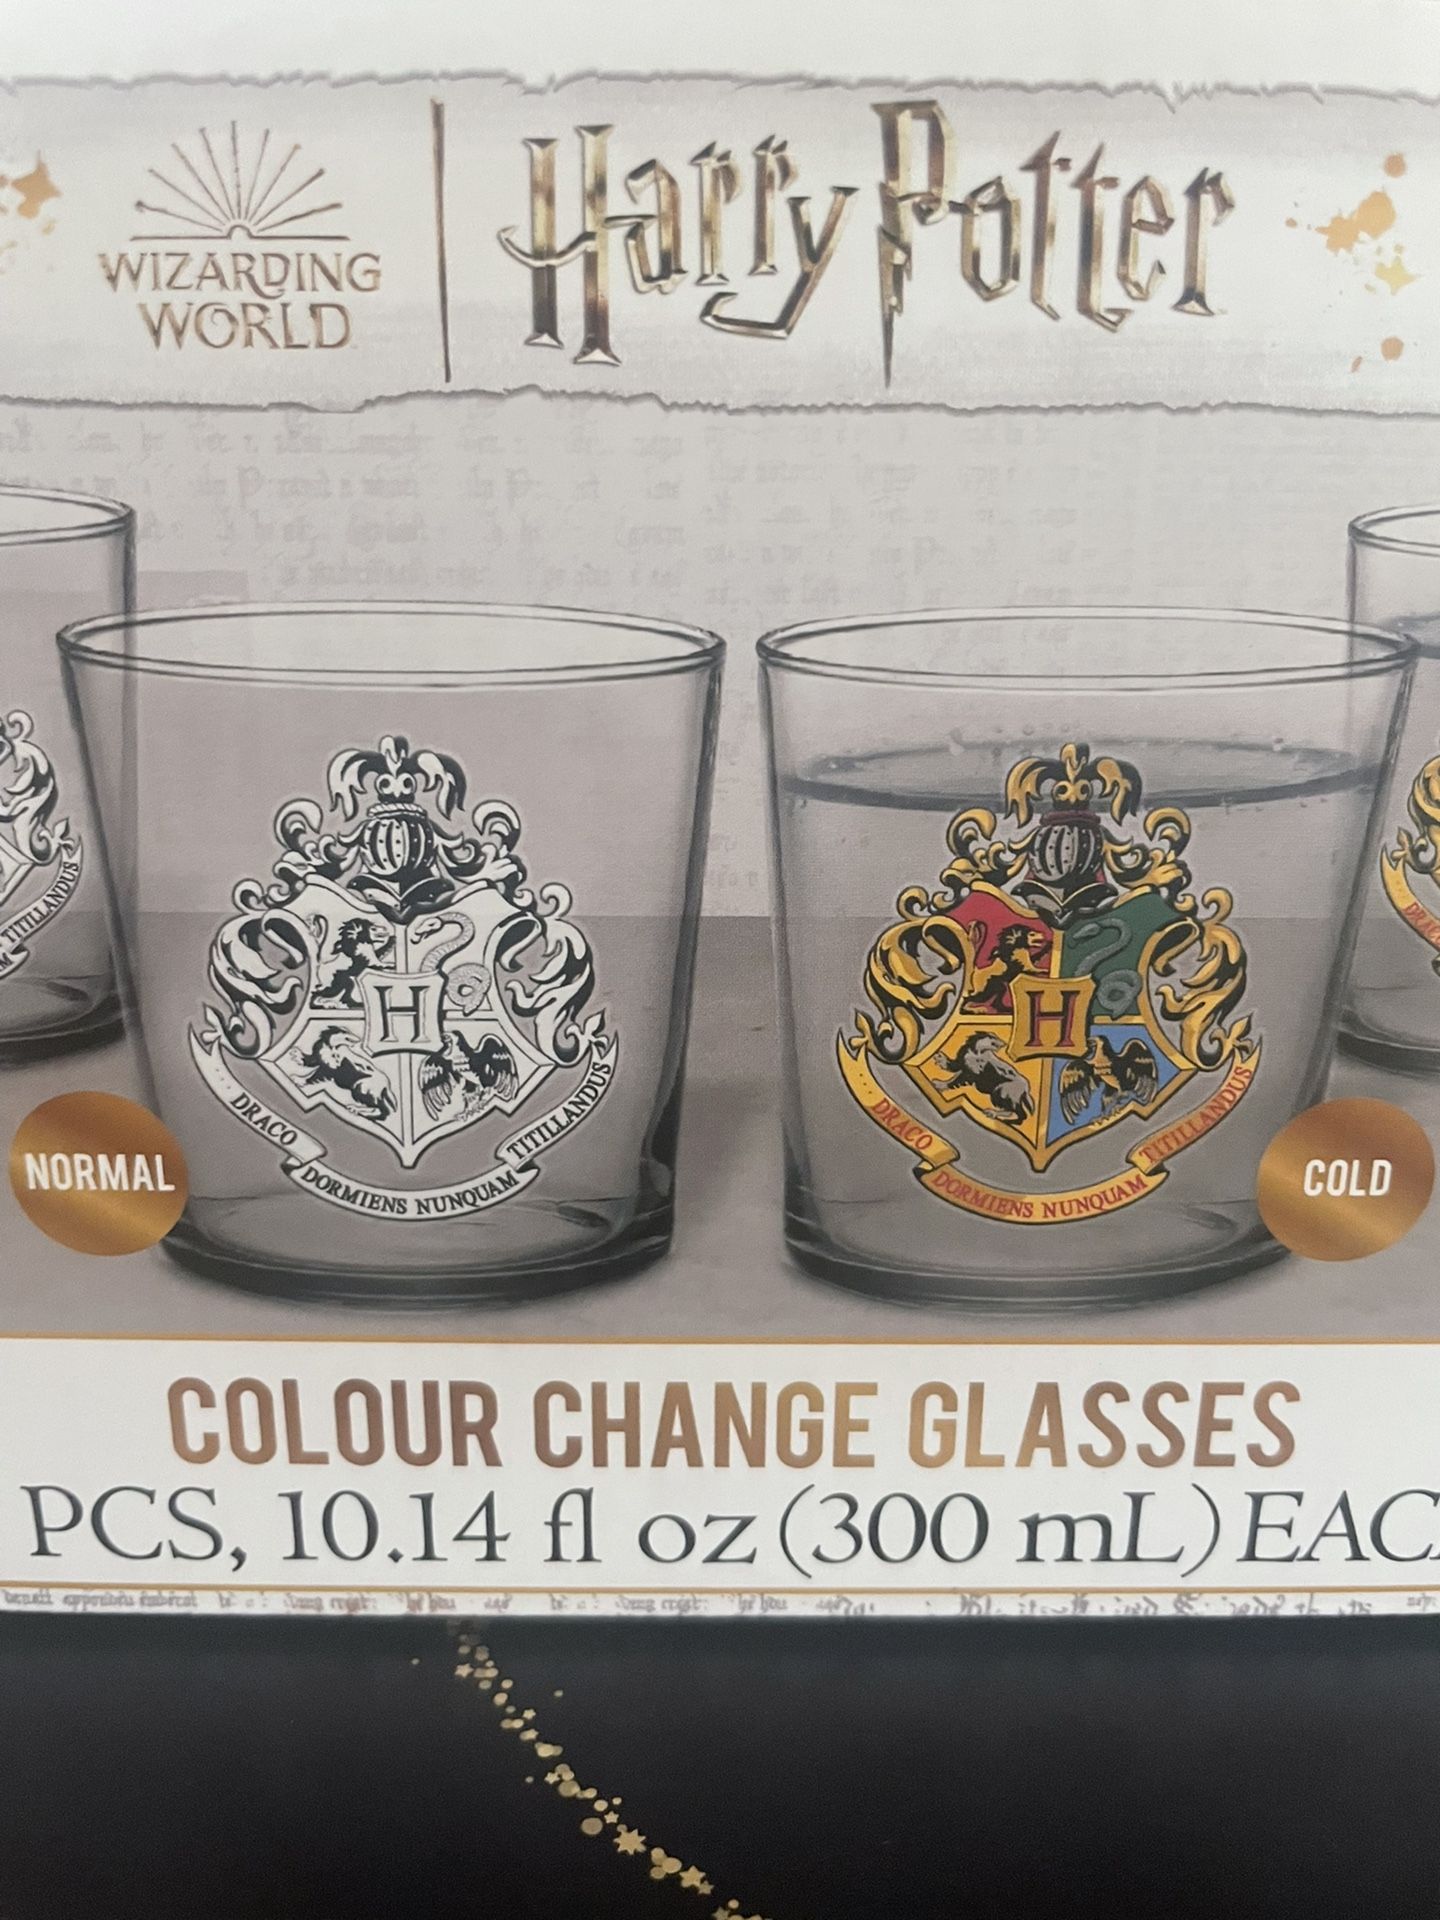 WIZARDING
WORLD
Harry Potter
TITILLANDUS
DRACO
DORMIENS NUNQUAM
TITILLANDUS
DRACO
DORMIENS NUNQUAM
TITILLANDUS
H
H
NORMAL
COLD
COLOUR CHANGE GLASSES
PCS, 10.14 fl oz (300 mL) EAC